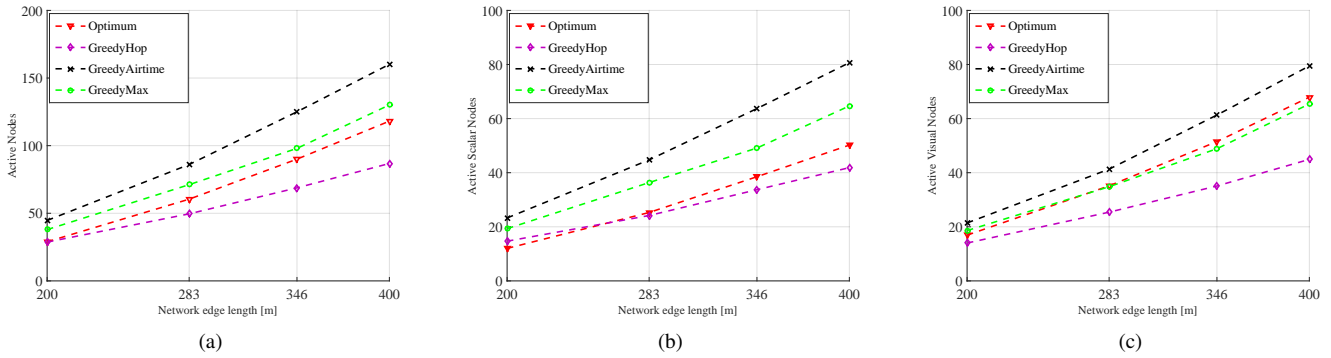 200
150
100
50
0
Active Nodes
Optimum
GreedyHop
GreedyAirtime
GreedyMax
200 283 346 400
Network edge length [m]
(a)
100
80
60
40
20
0
Active Scalar Nodes
Optimum
GreedyHop
GreedyAirtime
GreedyMax
200 283 346 400
Network edge length [m]
(b)
100
80
60
40
20
0
Active Visual Nodes
Optimum
GreedyHop
GreedyAirtime
GreedyMax
200 283 346 400
Network edge length [m]
(c)